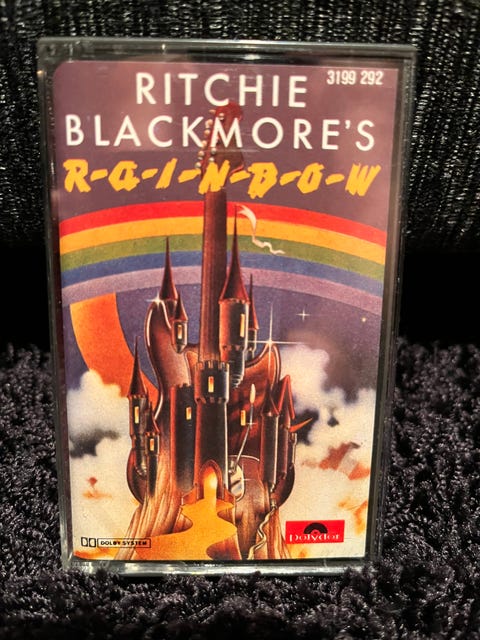 RITCHIE
3199 292
BLACKMORE'S
R-A-I-N-B-O-W
DOLBY SYSTEM
Polydor